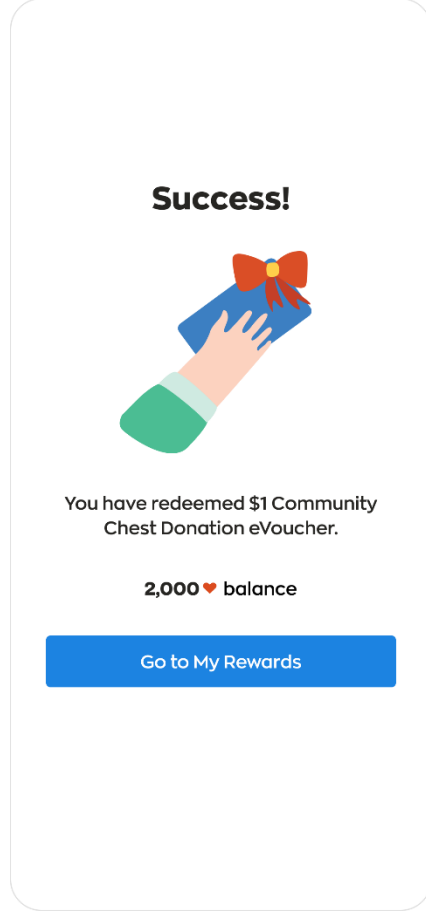 Success!
You have redeemed $1 Community
Chest Donation eVoucher.
2,000 ♥ balance
Go to My Rewards